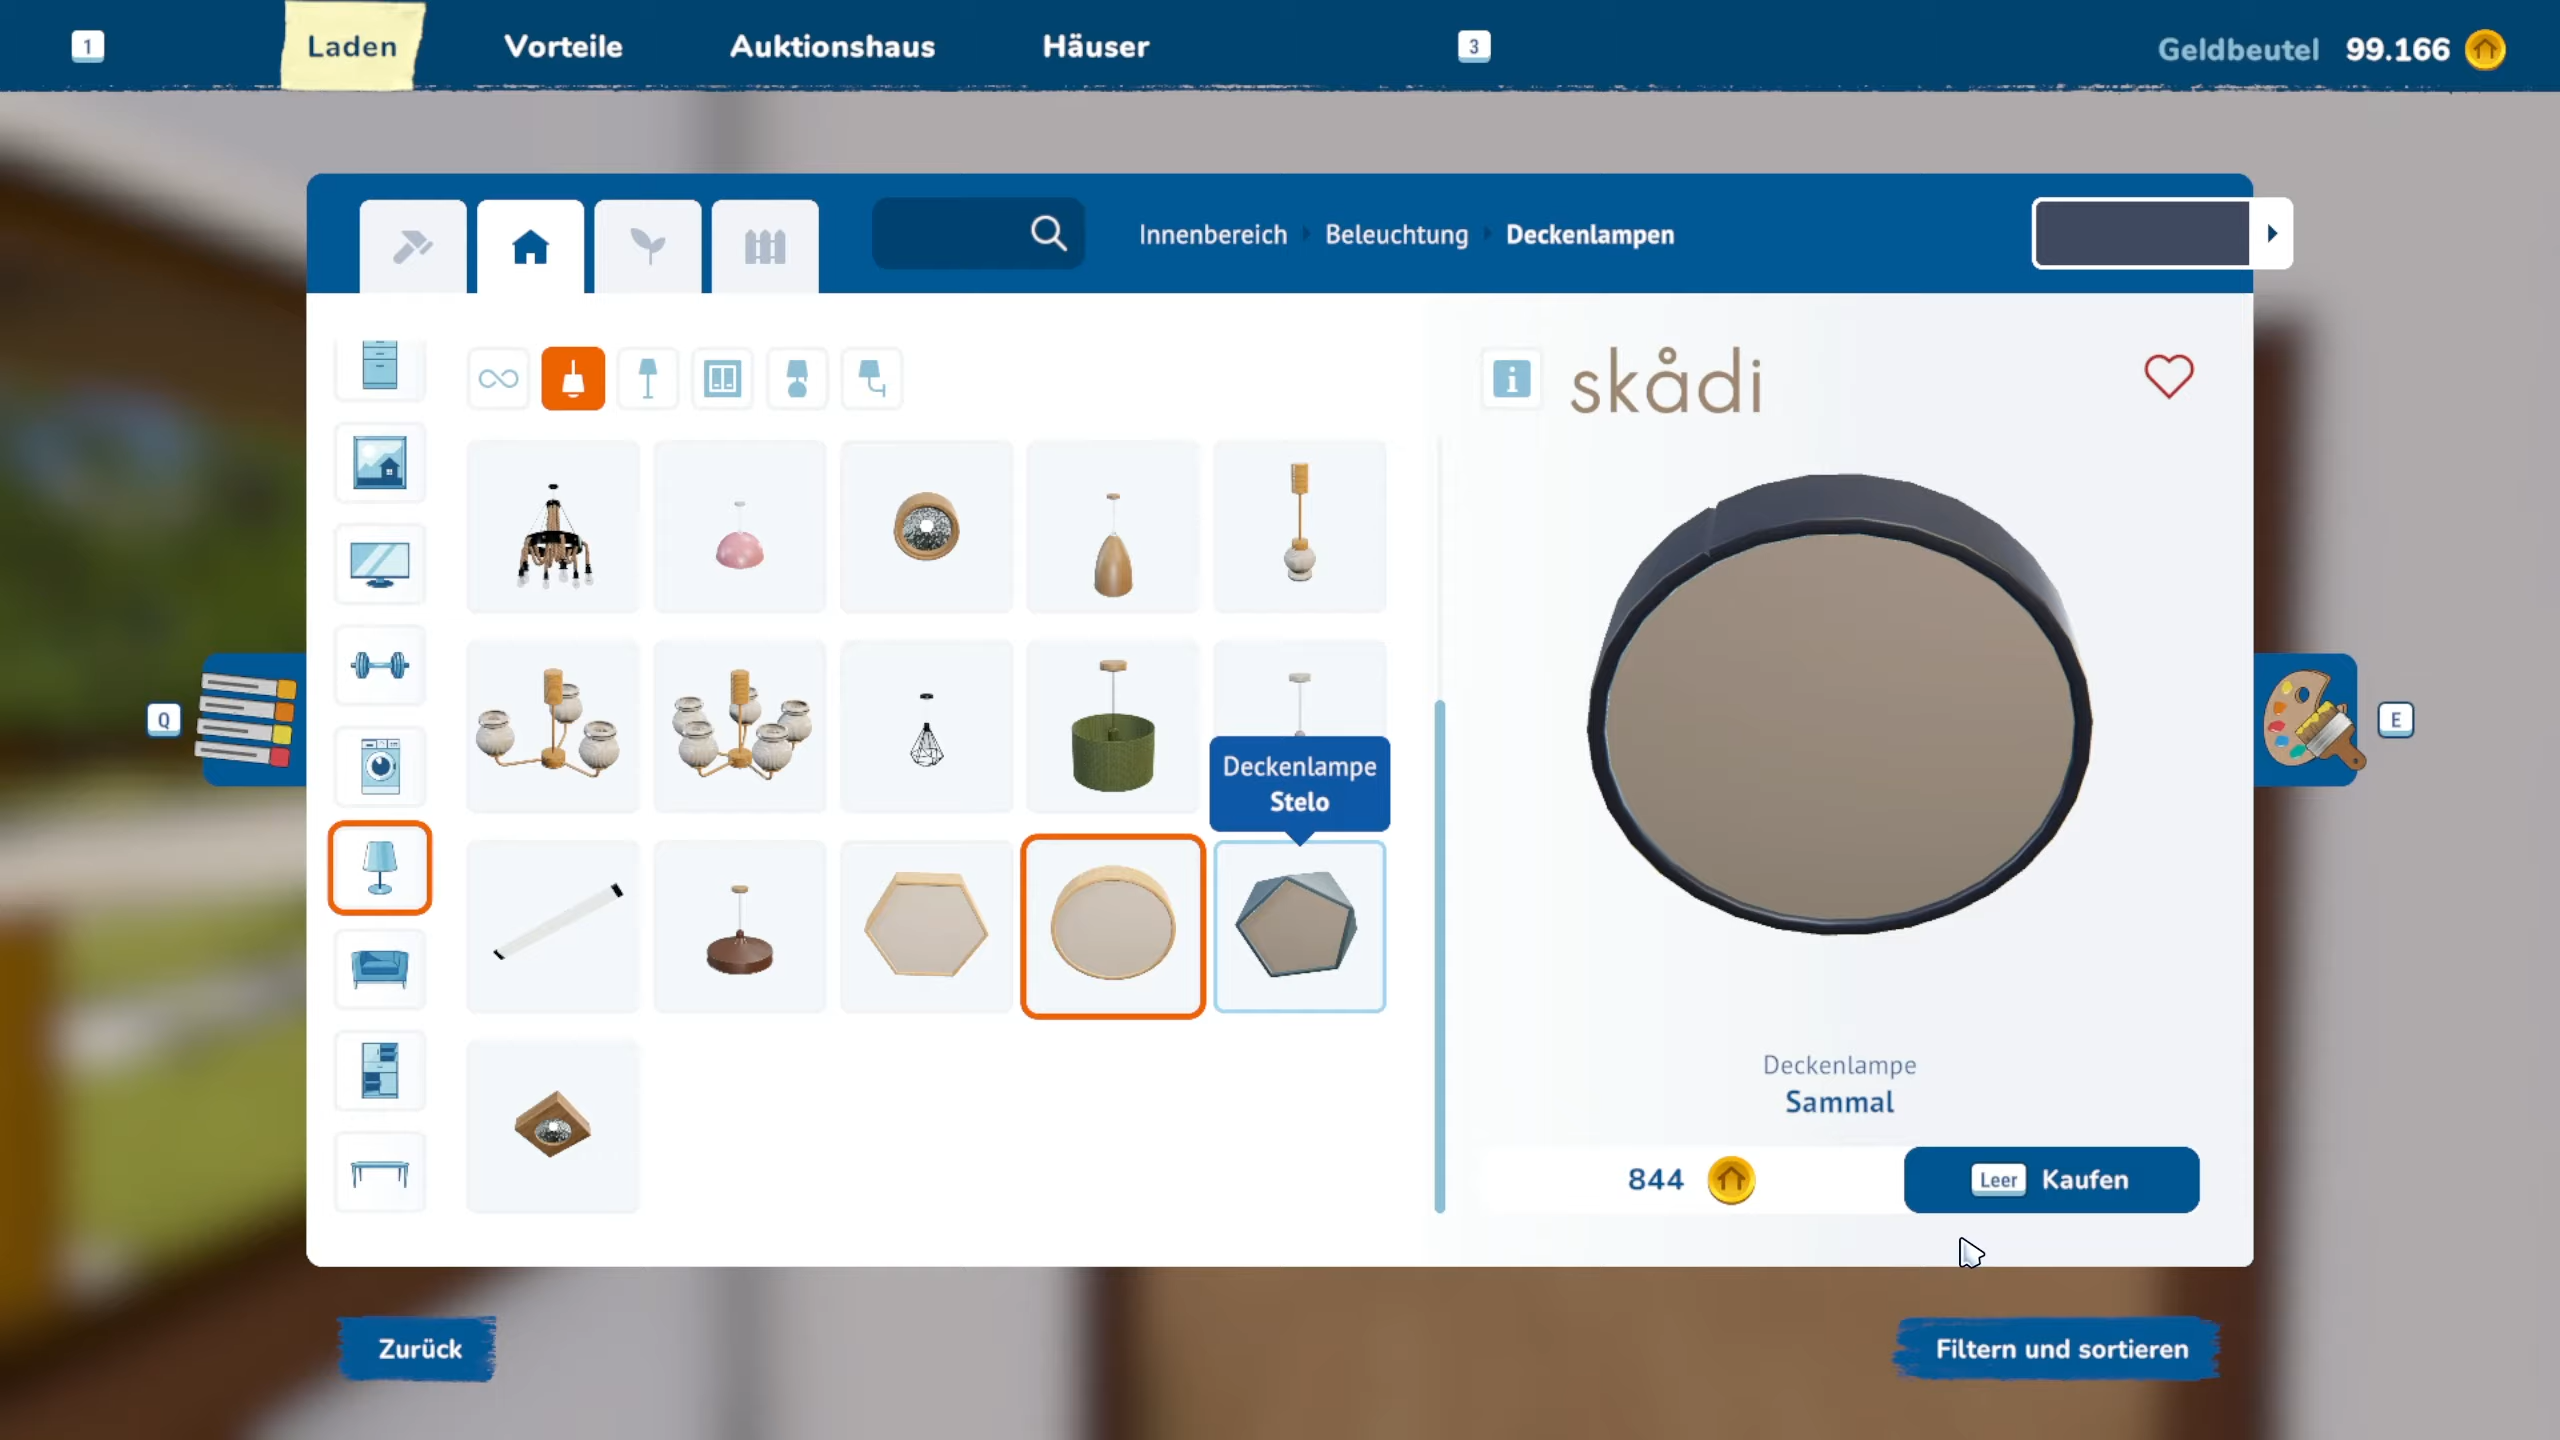 1
Laden
Vorteile
Auktionshaus
Häuser
3
Geldbeutel 99.166
Innenbereich
Beleuchtung
Deckenlampen
i
skådi
Q
E
Deckenlampe
Stelo
Deckenlampe
Sammal
844
Leer Kaufen
Zurück
Filtern und sortieren